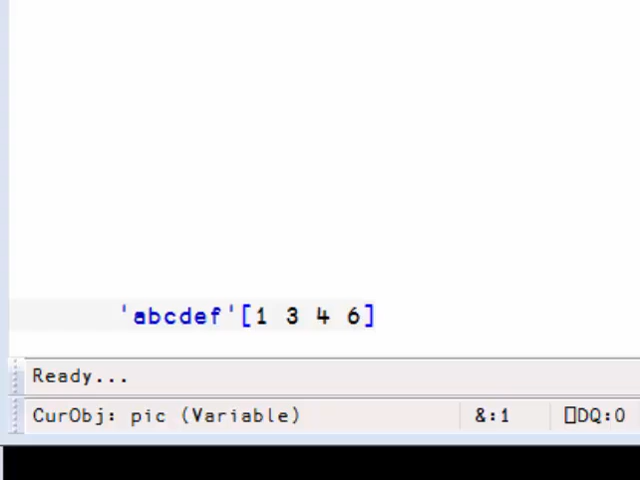 'abcdef'[1 3 4 6]
Ready...
CurObj: pic (Variable)  &:1  ⎕DQ:0